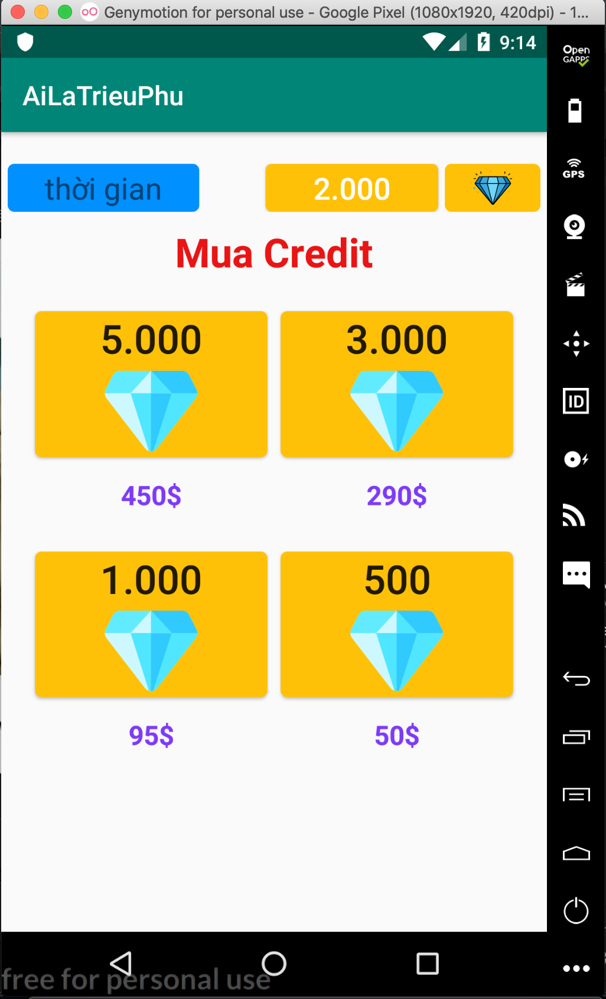 Genymotion for personal use - Google Pixel (1080x1920, 420dpi) - 1...
9:14
Open
GAPPS
AiLaTrieuPhu
GPS
thời gian
2.000
Mua Credit
5.000
3.000
ID
450$
290$
1.000
500
95$
50$
free for personal use